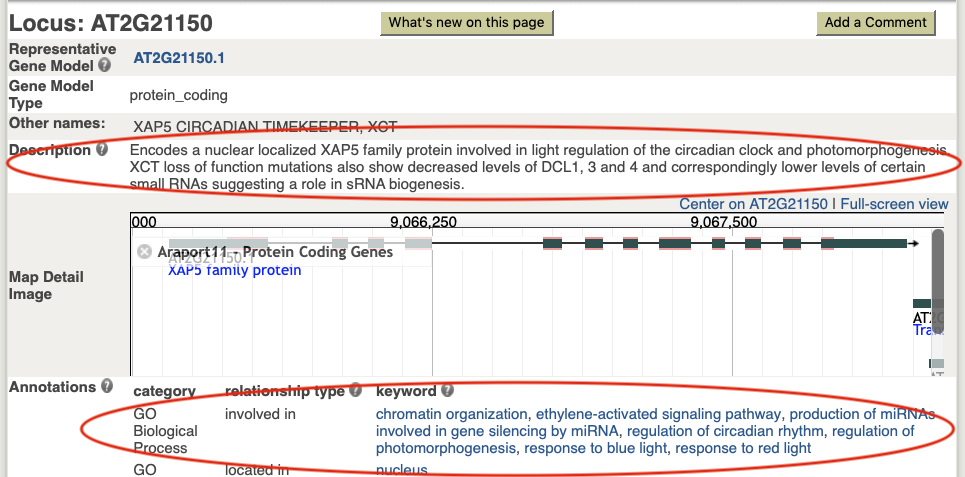 Locus: AT2G21150
What's new on this page
Add a Comment
Representative
Gene Model ?
AT2G21150.1
Gene Model
Type
protein_coding
Other names:
XAP5 CIRCADIAN TIMEKEEPER, XCT
Description ?
Encodes a nuclear localized XAP5 family protein involved in light regulation of the circadian clock and photomorphogenesis.
XCT loss of function mutations also show decreased levels of DCL1, 3 and 4 and correspondingly lower levels of certain
small RNAs suggesting a role in sRNA biogenesis.
Center on AT2G21150 | Full-screen view
000
9,066,250
9,067,500
Araport11 - Protein Coding Genes
AT2G21150.1
XAP5 family protein
Map Detail
Image
Annotations ?
category
relationship type ?
keyword ?
GO
Biological
Process
involved in
chromatin organization, ethylene-activated signaling pathway, production of miRNAs
involved in gene silencing by miRNA, regulation of circadian rhythm, regulation of
photomorphogenesis, response to blue light, response to red light
GO
located in
nucleus